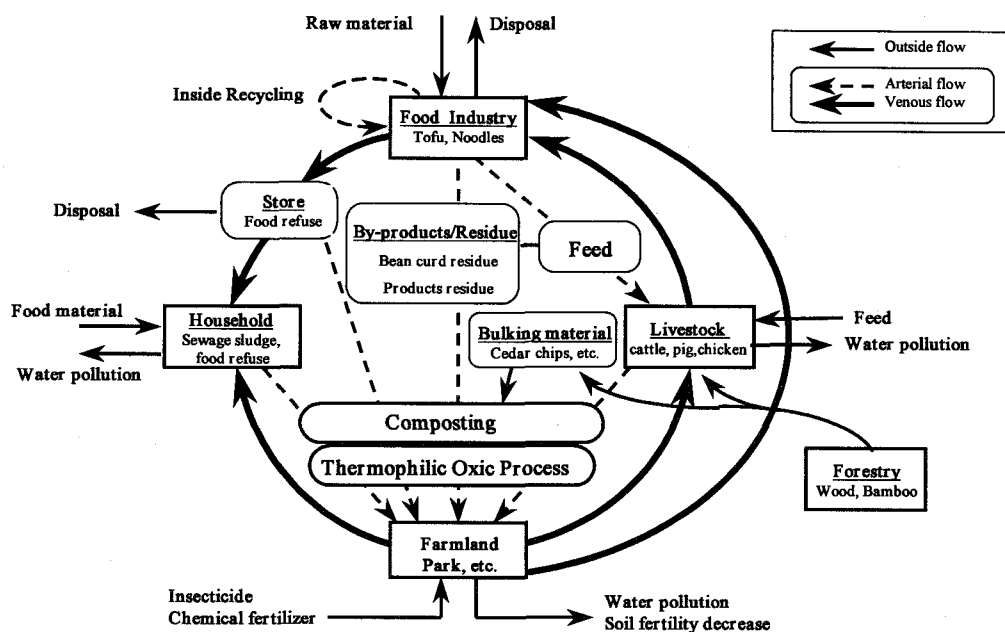 Raw material
Disposal
Outside flow
Arterial flow
Venous flow
Inside Recycling
Food Industry
Tofu, Noodles
Store
Food refuse
Disposal
By-products/Residue
Bean curd residue
Products residue
Feed
Food material
Water pollution
Household
Sewage sludge,
food refuse
Bulking material
Cedar chips, etc.
Livestock
cattle, pig,chicken
Feed
Water pollution
Composting
Thermophilic Oxic Process
Forestry
Wood, Bamboo
Farmland
Park, etc.
Insecticide
Chemical fertilizer
Water pollution
Soil fertility decrease